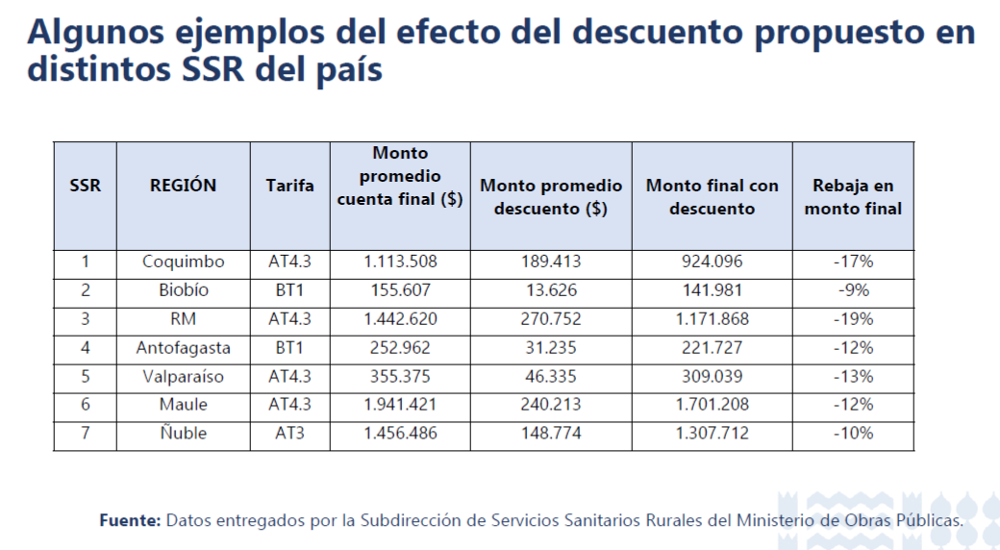 Algunos ejemplos del efecto del descuento propuesto en
distintos SSR del país
SSR REGIÓN Tarifa Monto promedio cuenta final ($) Monto promedio descuento ($) Monto final con descuento Rebaja en monto final
1 Coquimbo AT4.3 1.113.508 189.413 924.096 -17%
2 Biobío BT1 155.607 13.626 141.981 -9%
3 RM AT4.3 1.442.620 270.752 1.171.868 -19%
4 Antofagasta BT1 252.962 31.235 221.727 -12%
5 Valparaíso AT4.3 355.375 46.335 309.039 -13%
6 Maule AT4.3 1.941.421 240.213 1.701.208 -12%
7 Ñuble AT3 1.456.486 148.774 1.307.712 -10%
Fuente: Datos entregados por la Subdirección de Servicios Sanitarios Rurales del Ministerio de Obras Públicas.